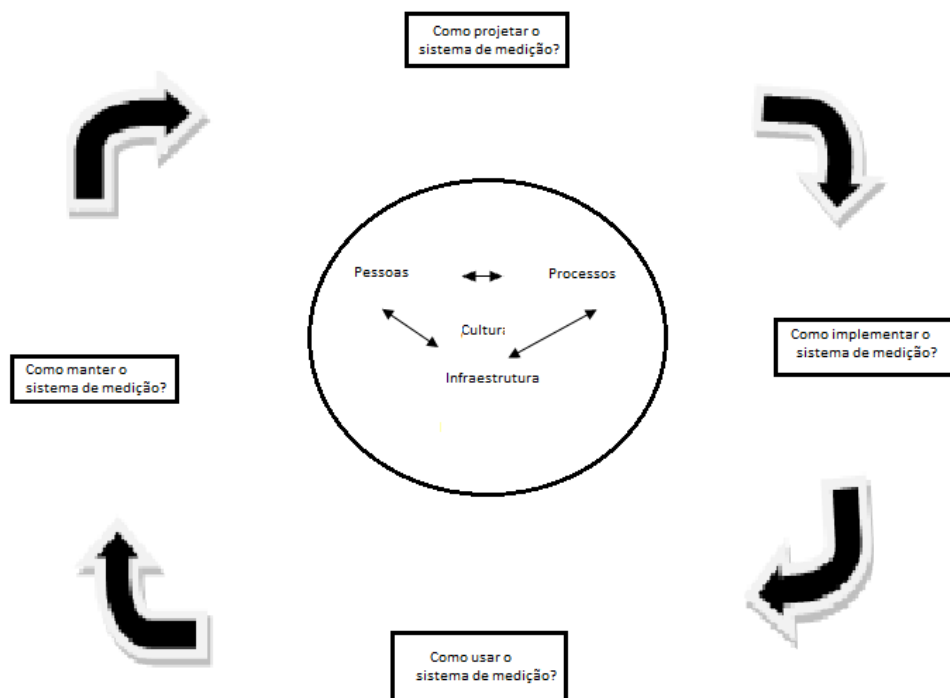 Como projetar o
sistema de medição?
Pessoas
Processos
Cultura
Infraestrutura
Como manter o
sistema de medição?
Como implementar o
sistema de medição?
Como usar o
sistema de medição?